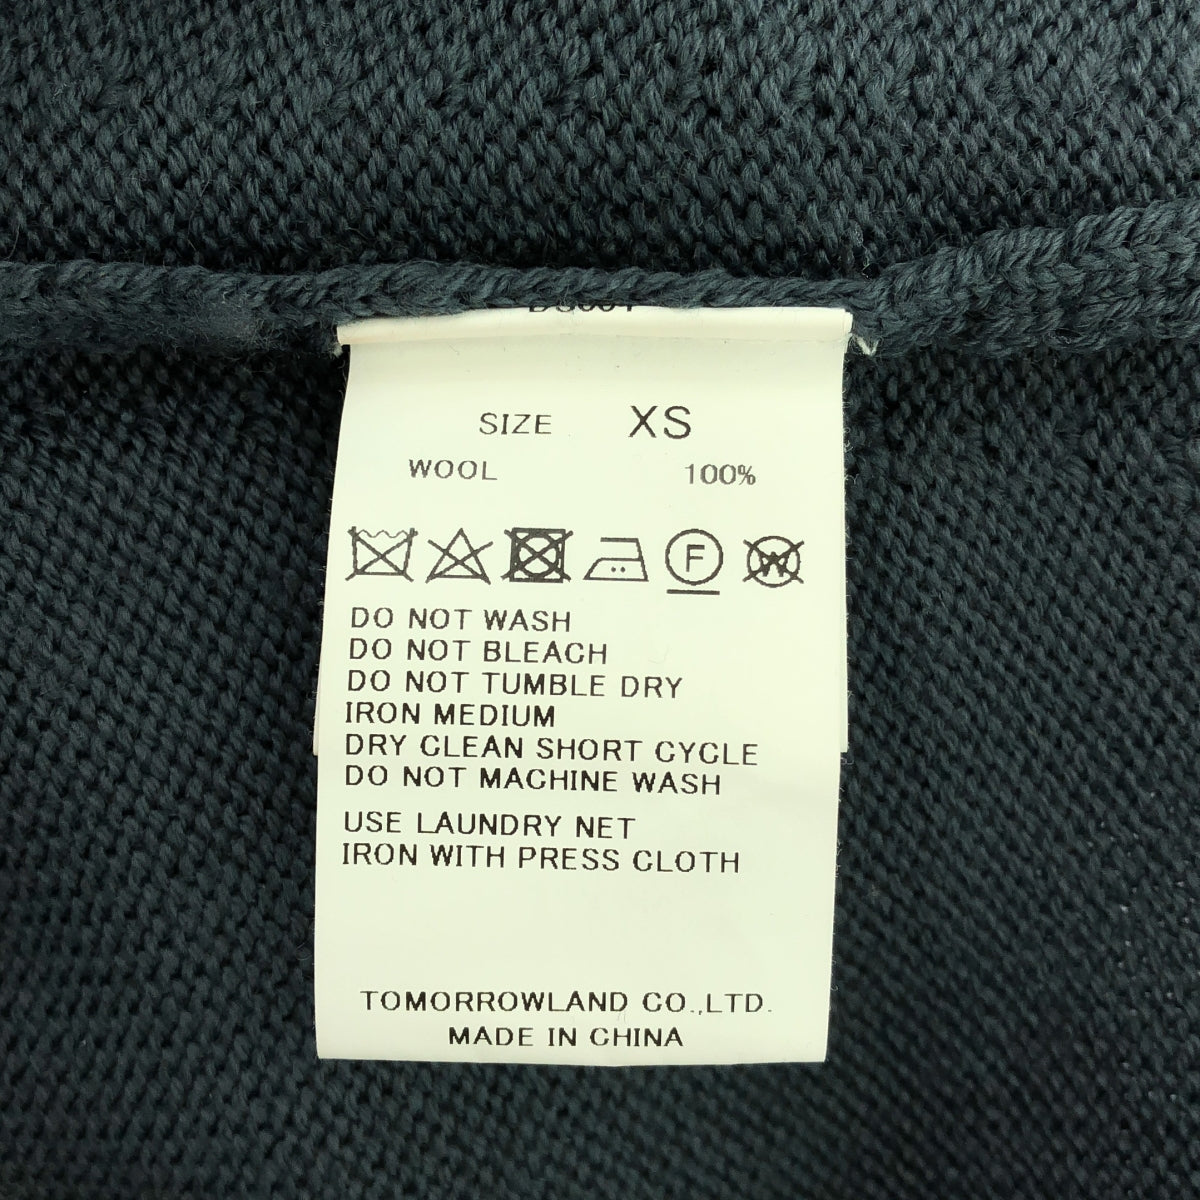 SIZE XS
WOOL 100%
F W
DO NOT WASH
DO NOT BLEACH
DO NOT TUMBLE DRY
IRON MEDIUM
DRY CLEAN SHORT CYCLE
DO NOT MACHINE WASH
USE LAUNDRY NET
IRON WITH PRESS CLOTH
TOMORROWLAND CO.,LTD.
MADE IN CHINA